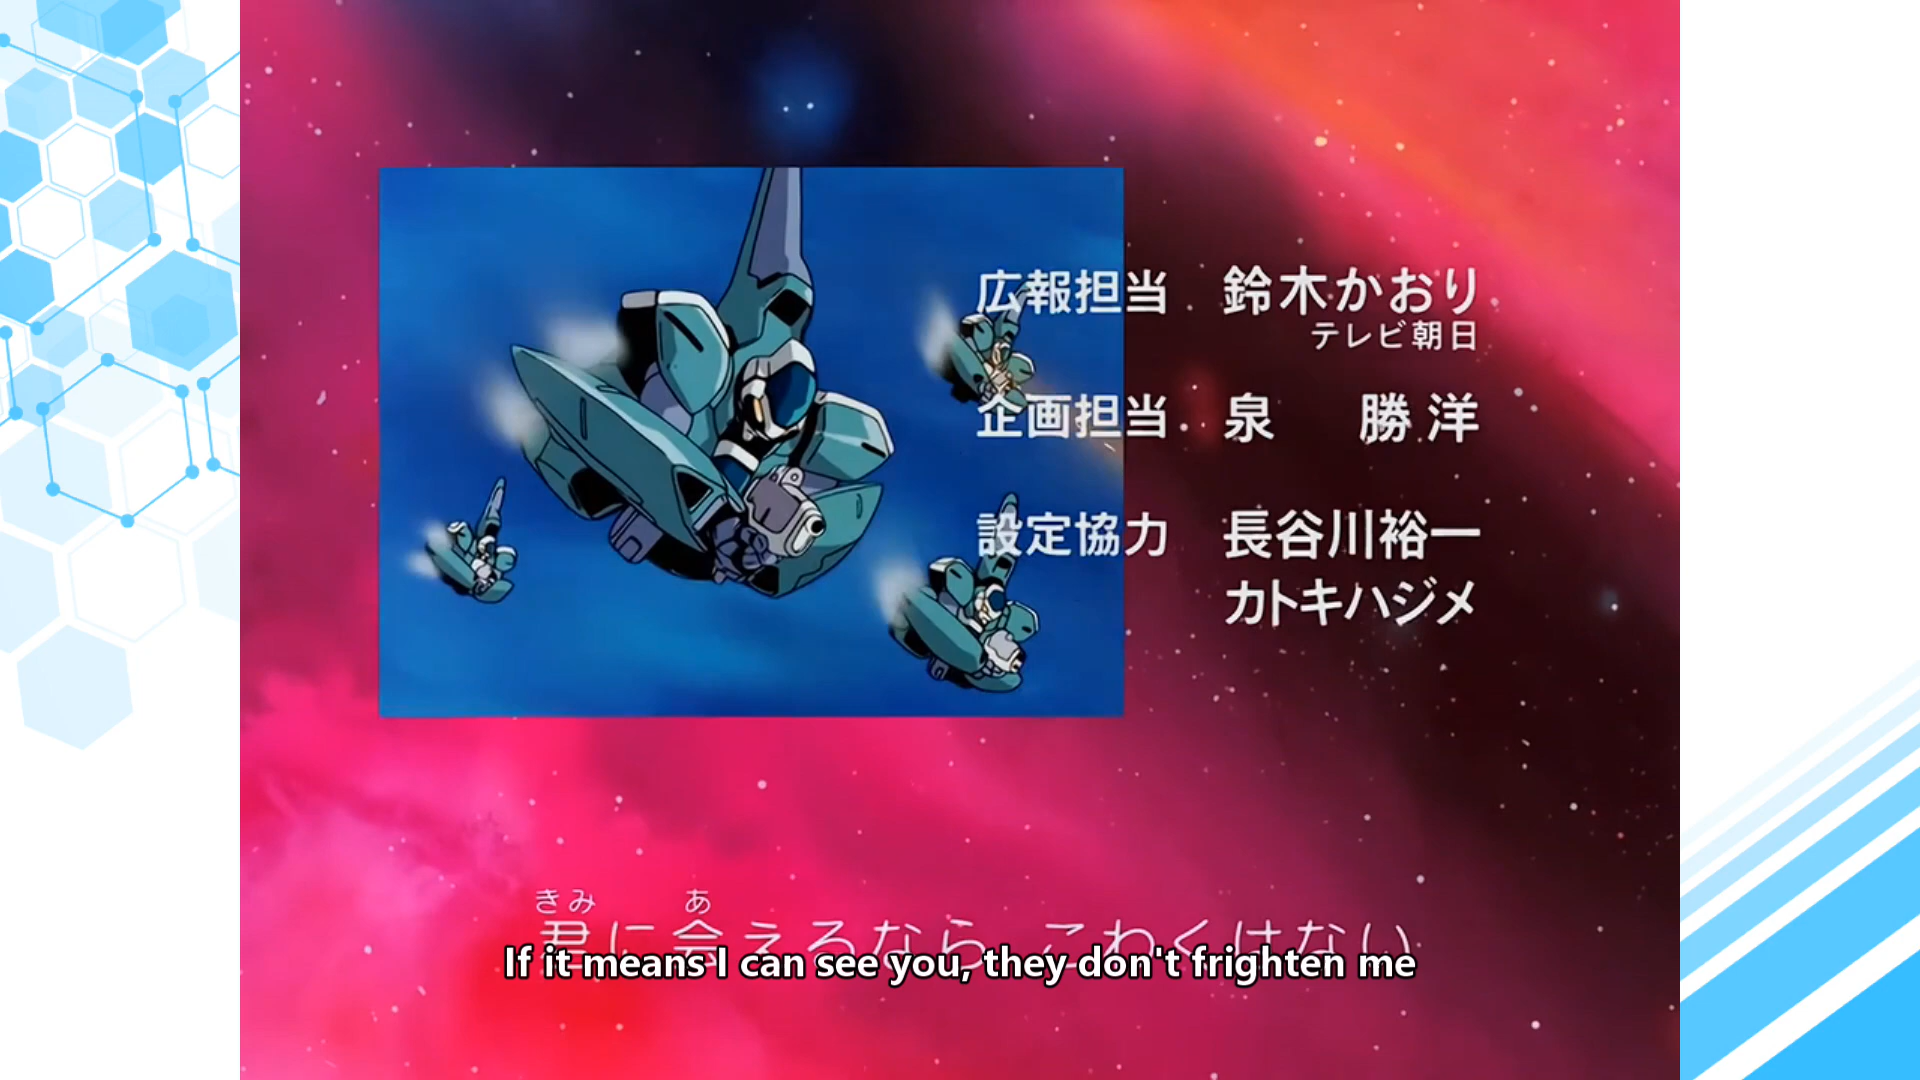 広報担当 鈴木かおり
テレビ朝日
企画担当 泉 勝洋
設定協力 長谷川裕一
カトキハジメ
きみ あ
君に会えるなら こわくはない
If it means I can see you, they don't frighten me